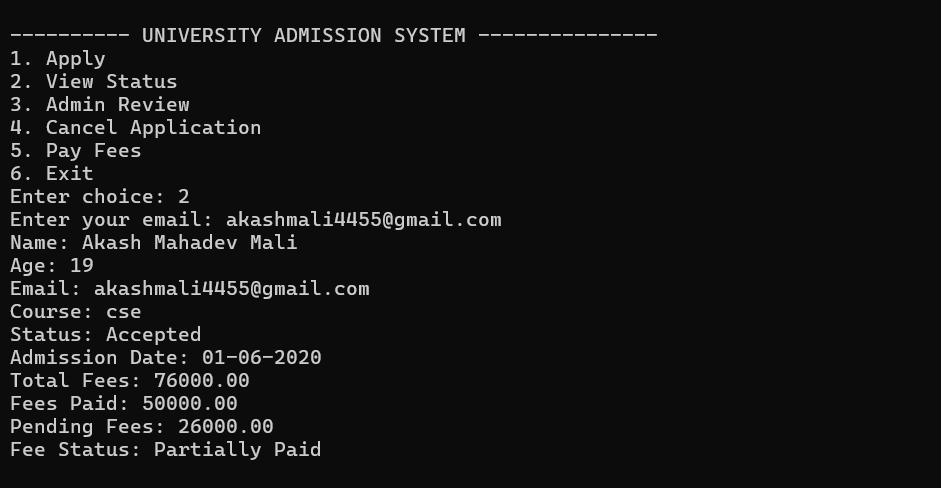 ---------- UNIVERSITY ADMISSION SYSTEM ---------------
1. Apply
2. View Status
3. Admin Review
4. Cancel Application
5. Pay Fees
6. Exit
Enter choice: 2
Enter your email: akashmali4455@gmail.com
Name: Akash Mahadev Mali
Age: 19
Email: akashmali4455@gmail.com
Course: cse
Status: Accepted
Admission Date: 01-06-2020
Total Fees: 76000.00
Fees Paid: 50000.00
Pending Fees: 26000.00
Fee Status: Partially Paid